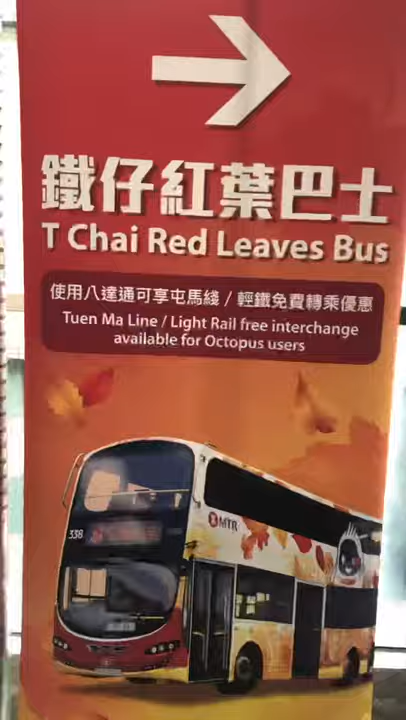 鐵仔紅葉巴士
T Chai Red Leaves Bus
使用八達通可享屯馬綫 / 輕鐵免費轉乘優惠
Tuen Ma Line / Light Rail free interchange
available for Octopus users
338
MTR